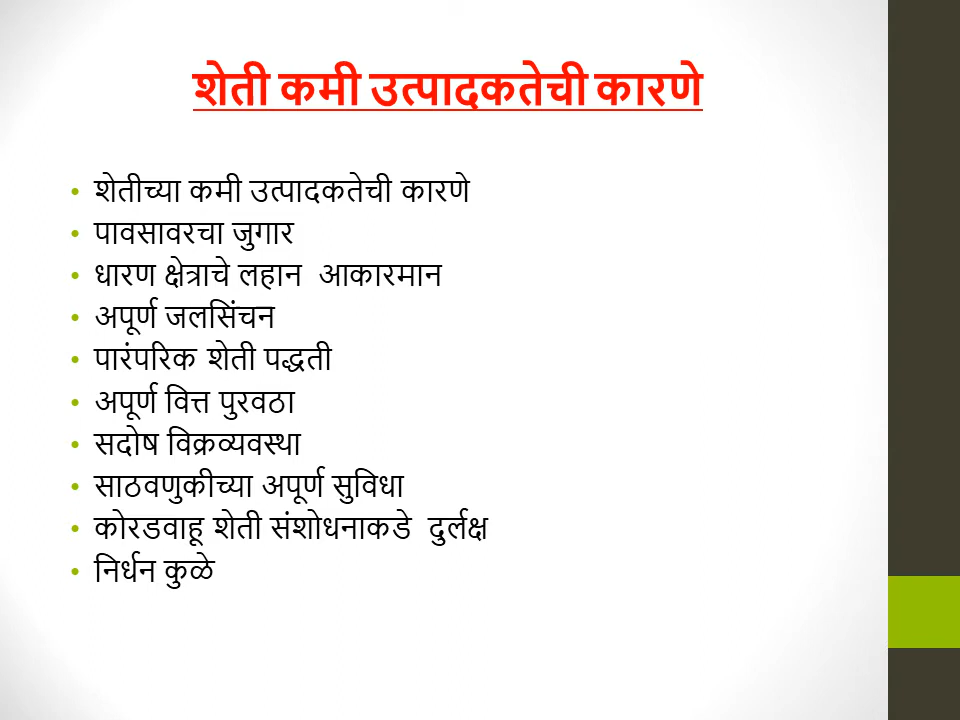 शेती कमी उत्पादकतेची कारणे
• शेतीच्या कमी उत्पादकतेची कारणे
• पावसावरचा जुगार
• धारण क्षेत्राचे लहान आकारमान
• अपूर्ण जलसिंचन
• पारंपरिक शेती पद्धती
• अपूर्ण वित्त पुरवठा
• सदोष विक्रव्यवस्था
• साठवणुकीच्या अपूर्ण सुविधा
• कोरडवाहू शेती संशोधनाकडे दुर्लक्ष
• निर्धन कुळे